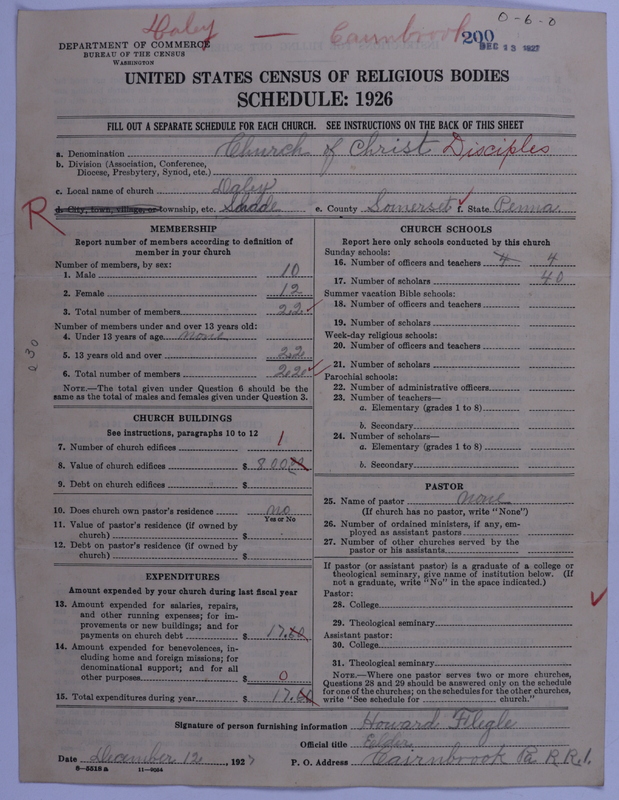 Daley — Cairnbrook 0-6-0
200
DEC 13 1927
DEPARTMENT OF COMMERCE
BUREAU OF THE CENSUS
WASHINGTON
UNITED STATES CENSUS OF RELIGIOUS BODIES
SCHEDULE: 1926
FILL OUT A SEPARATE SCHEDULE FOR EACH CHURCH. SEE INSTRUCTIONS ON THE BACK OF THIS SHEET
a. Denomination Church of Christ Disciples
b. Division (Association, Conference,
Diocese, Presbytery, Synod, etc.)
c. Local name of church Daley
d. City, town, village, or township, etc. Shade e. County Somerset f. State Penna
R
MEMBERSHIP
Report number of members according to definition of
member in your church
Number of members, by sex:
1. Male 10
2. Female 12
3. Total number of members 22
Number of members under and over 13 years old:
4. Under 13 years of age none
5. 13 years old and over 22
6. Total number of members 22
NOTE.—The total given under Question 6 should be the
same as the total of males and females given under Question 3.
CHURCH BUILDINGS
See instructions, paragraphs 10 to 12
7. Number of church edifices 1
8. Value of church edifices $ 800
9. Debt on church edifices $
10. Does church own pastor's residence no
Yes or No
11. Value of pastor's residence (if owned by
church) $
12. Debt on pastor's residence (if owned by
church) $
EXPENDITURES
Amount expended by your church during last fiscal year
13. Amount expended for salaries, repairs,
and other running expenses; for im-
provements or new buildings; and for
payments on church debt $ 17.
14. Amount expended for benevolences, in-
cluding home and foreign missions; for
denominational support; and for all
other purposes $ 0
15. Total expenditures during year $ 17.
CHURCH SCHOOLS
Report here only schools conducted by this church
Sunday schools:
16. Number of officers and teachers 4 4
17. Number of scholars 40
Summer vacation Bible schools:
18. Number of officers and teachers
19. Number of scholars
Week-day religious schools:
20. Number of officers and teachers
21. Number of scholars
Parochial schools:
22. Number of administrative officers
23. Number of teachers—
a. Elementary (grades 1 to 8)
b. Secondary
24. Number of scholars—
a. Elementary (grades 1 to 8)
b. Secondary
PASTOR
25. Name of pastor None
(If church has no pastor, write "None")
26. Number of ordained ministers, if any, em-
ployed as assistant pastors
27. Number of other churches served by the
pastor or his assistants
If pastor (or assistant pastor) is a graduate of a college or
theological seminary, give name of institution below. (If
not a graduate, write "No" in the space indicated.)
Pastor:
28. College
29. Theological seminary
Assistant pastor:
30. College
31. Theological seminary
NOTE.—Where one pastor serves two or more churches,
Questions 28 and 29 should be answered only on the schedule
for one of the churches; on the schedules for the other churches,
write "See schedule for church."
Signature of person furnishing information Howard Flegle
Official title Elder.
Date December 12, 1927 P. O. Address Cairnbrook Pa R R 1.
6-5518 a 11-9064